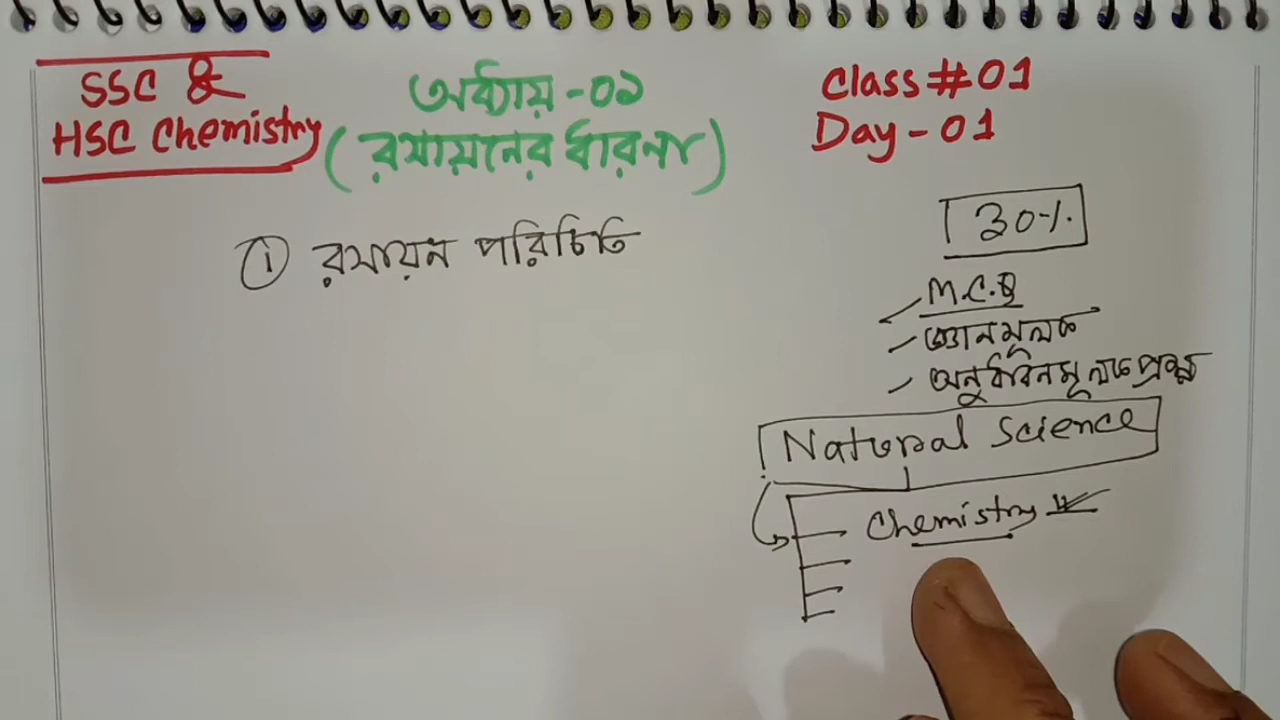 SSC &
HSC Chemistry
অধ্যায় -০১
(রসায়নের ধারনা)
Class # 01
Day - 01
① রসায়ন পরিচিতি
30%
M.C.Q
জ্ঞানমূলক
অনুধাবনমূলক প্রশ্ন
Natural Science
Chemistry